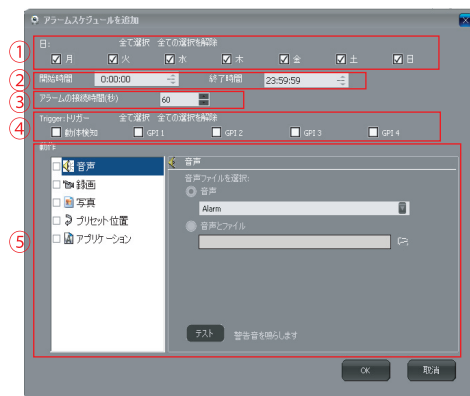 アラームスケジュールを追加
① 日: 全て選択 全ての選択を解除
月 火 水 木 金 土 日
② 開始時間 0:00:00 終了時間 23:59:59
③ アラームの接続時間(秒) 60
④ Trigger:トリガー 全て選択 全ての選択を解除
動体検知 GPI 1 GPI 2 GPI 3 GPI 4
動作
⑤
音声
録画
写真
プリセット位置
アプリケーション
音声
音声ファイルを選択:
音声
Alarm
音声とファイル
テスト 警告音を鳴らします
OK 取消